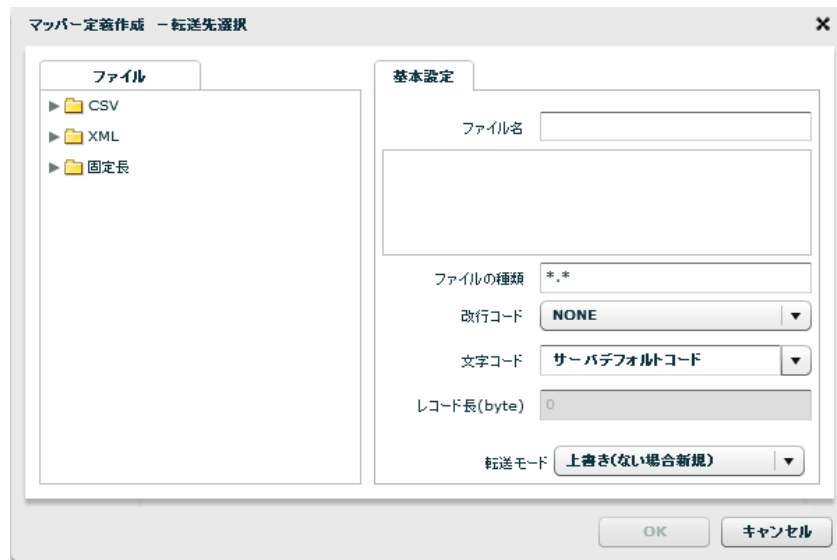 マッパー定義作成 －転送先選択
ファイル
CSV
XML
固定長
基本設定
ファイル名
ファイルの種類 *.*
改行コード NONE
文字コード サーバデフォルトコード
レコード長(byte) 0
転送モード 上書き(ない場合新規)
OK キャンセル